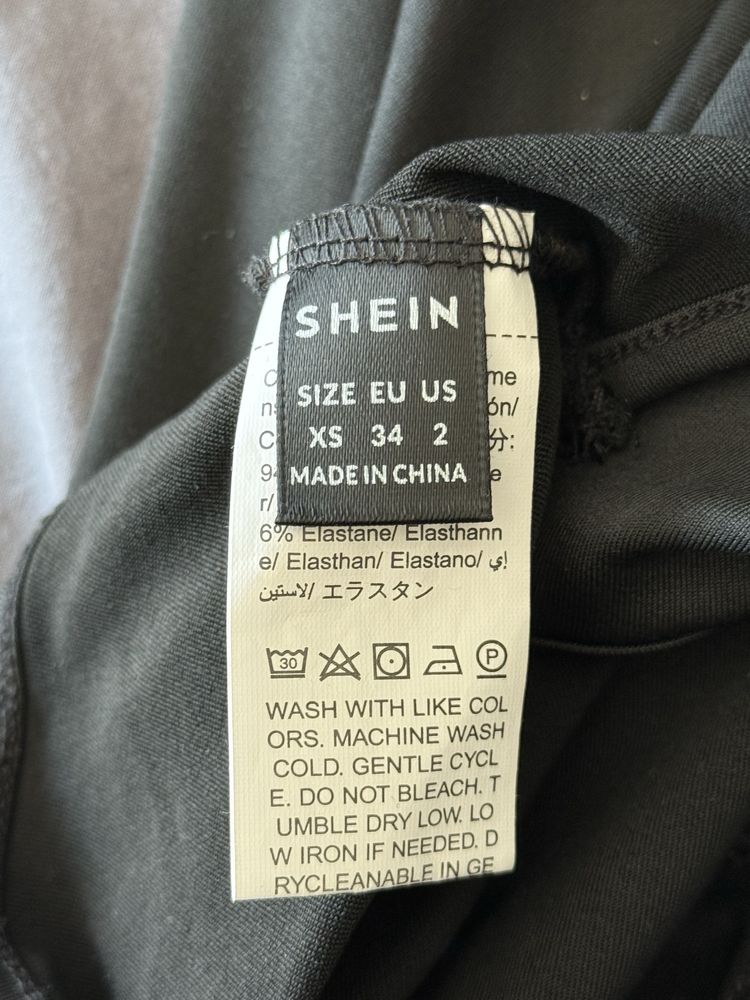 SHEIN
SIZE EU US
XS 34 2
MADE IN CHINA
6% Elastane/ Elasthann
e/ Elasthan/ Elastano/ إي
لاستين/ エラスタン
30
P
WASH WITH LIKE COL
ORS. MACHINE WASH
COLD. GENTLE CYCL
E. DO NOT BLEACH. T
UMBLE DRY LOW. LO
W IRON IF NEEDED. D
RYCLEANABLE IN GE